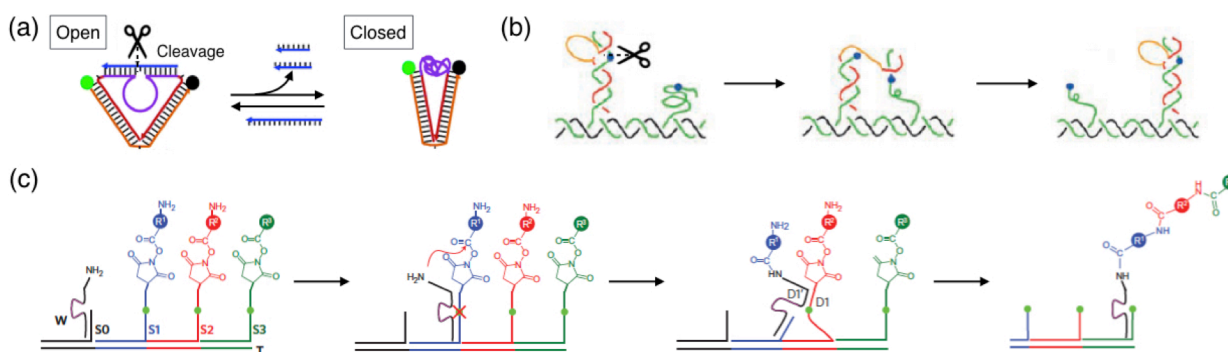 (a)
Open
Cleavage
Closed
(b)
(c)
NH₂
W
S0
NH₂
R¹
O=C
O
O
N
O
S1
NH₂
R²
O=C
O
O
N
O
S2
R³
O=C
O
O
N
O
S3
T
H₂N
NH₂
R¹
O=C
O
O
N
O
NH₂
R²
O=C
O
O
N
O
R³
O=C
O
O
N
O
NH2
R¹
O=C
HN
D1'
D1
NH₂
R²
O=C
O
O
N
O
R³
O=C
O
O
N
O
H
N
R²
O
O
NH
R¹
O
C
NH